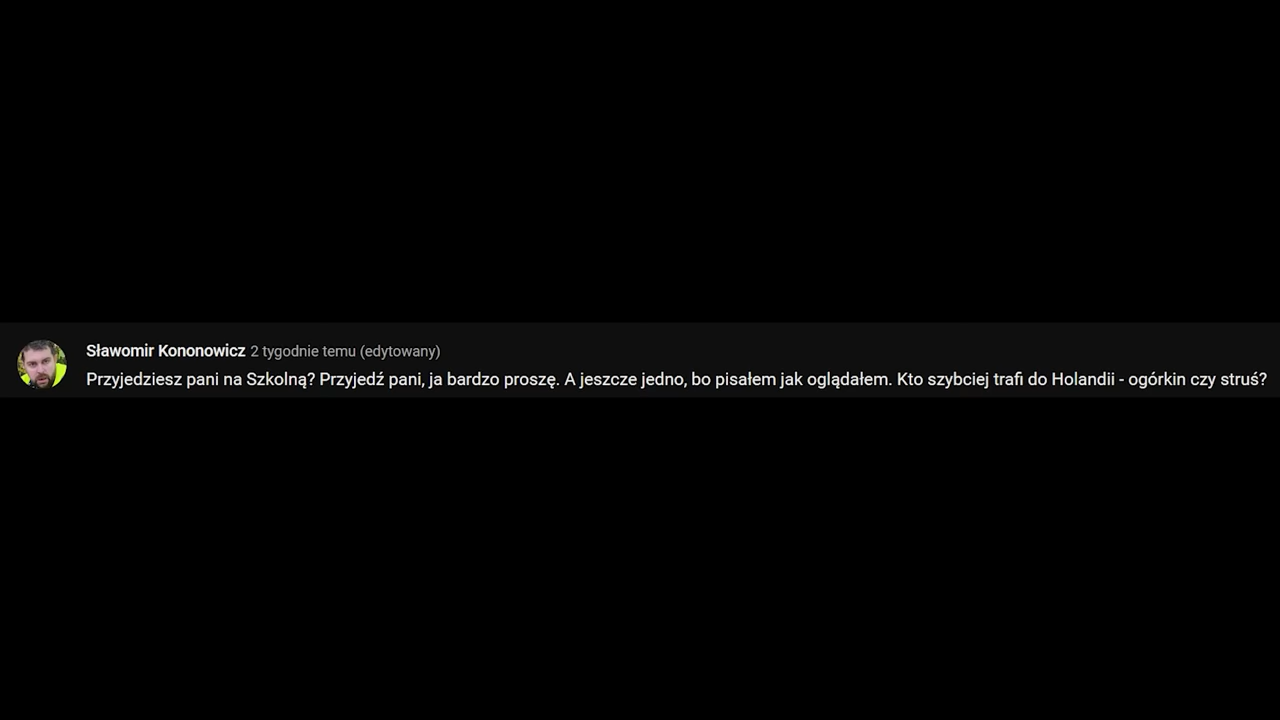 Sławomir Kononowicz 2 tygodnie temu (edytowany)
Przyjedziesz pani na Szkolną? Przyjedź pani, ja bardzo proszę. A jeszcze jedno, bo pisałem jak oglądałem. Kto szybciej trafi do Holandii - ogórkin czy struś?